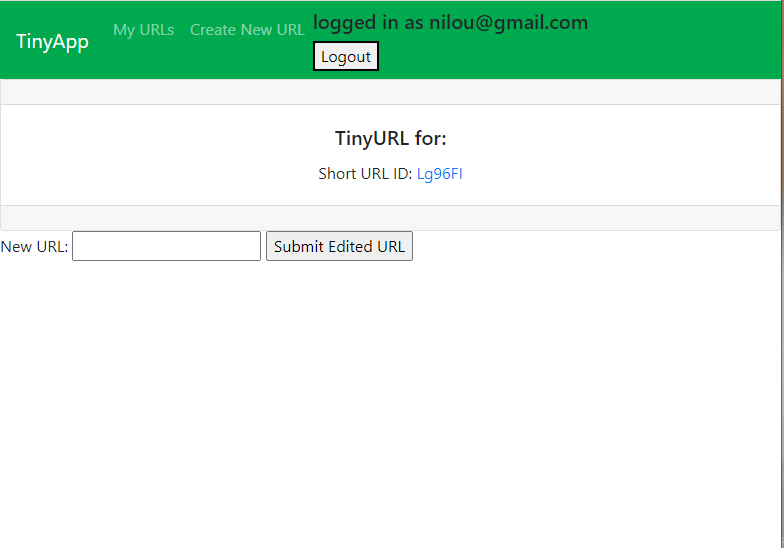 TinyApp My URLs Create New URL logged in as nilou@gmail.com
Logout
TinyURL for:
Short URL ID: Lg96FI
New URL: Submit Edited URL